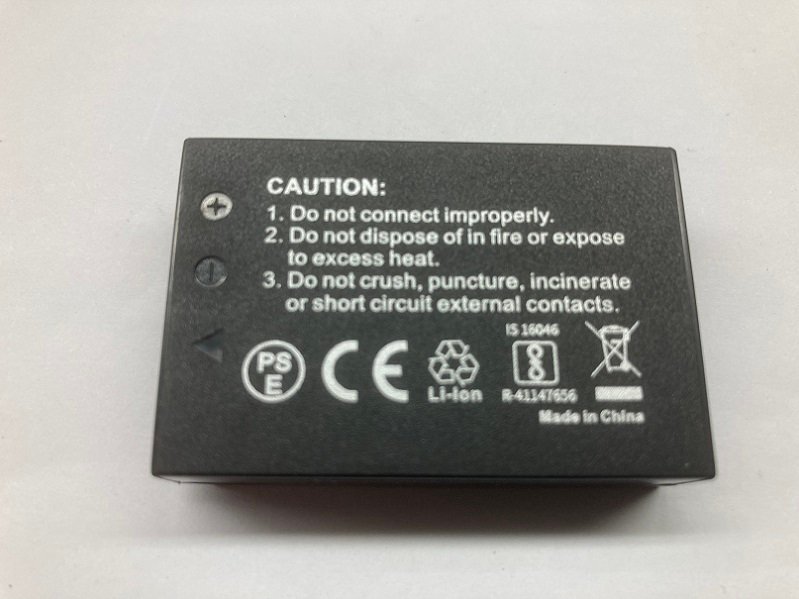 CAUTION:
1. Do not connect improperly.
2. Do not dispose of in fire or expose
to excess heat.
3. Do not crush, puncture, incinerate
or short circuit external contacts.
PS
E
CE
Li-Ion
IS 16046
R-41147656
Made in China